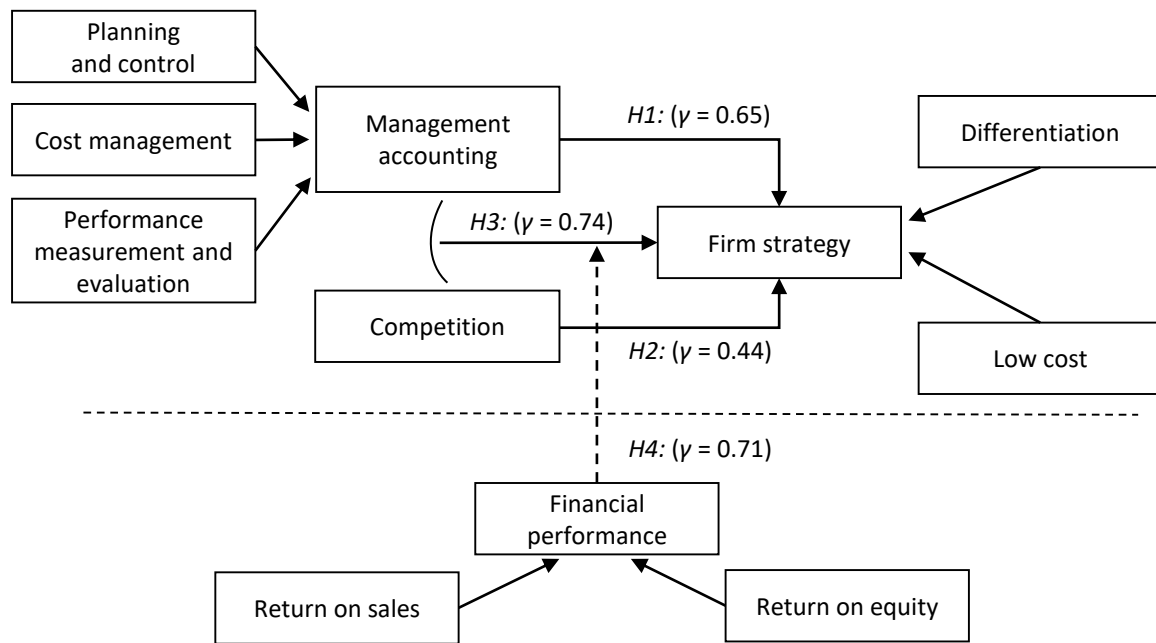 Planning
and control
Cost management
Performance
measurement and
evaluation
Management
accounting
H1: (γ = 0.65)
Differentiation
H3: (γ = 0.74)
Firm strategy
Competition
H2: (γ = 0.44)
Low cost
H4: (γ = 0.71)
Financial
performance
Return on sales
Return on equity